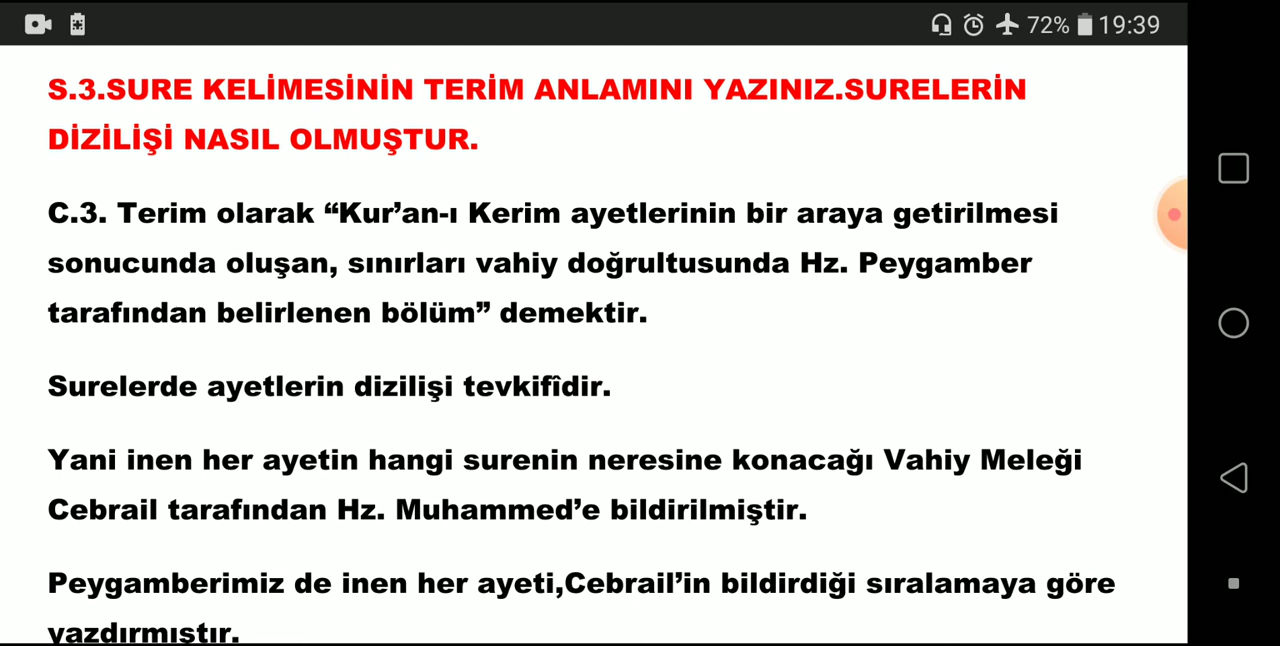 72% 19:39
S.3.SURE KELİMESİNİN TERİM ANLAMINI YAZINIZ.SURELERİN
DİZİLİŞİ NASIL OLMUŞTUR.
C.3. Terim olarak “Kur’an-ı Kerim ayetlerinin bir araya getirilmesi
sonucunda oluşan, sınırları vahiy doğrultusunda Hz. Peygamber
tarafından belirlenen bölüm” demektir.
Surelerde ayetlerin dizilişi tevkifîdir.
Yani inen her ayetin hangi surenin neresine konacağı Vahiy Meleği
Cebrail tarafından Hz. Muhammed’e bildirilmiştir.
Peygamberimiz de inen her ayeti,Cebrail’in bildirdiği sıralamaya göre
yazdırmıştır.